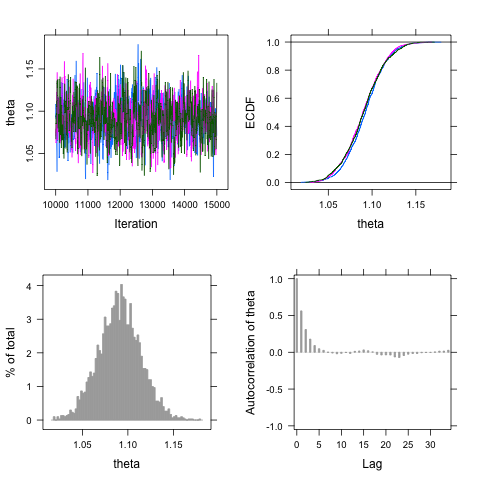 theta
1.15
1.10
1.05
10000 11000 12000 13000 14000 15000
Iteration
ECDF
1.0
0.8
0.6
0.4
0.2
0.0
1.05 1.10 1.15
theta
% of total
4
3
2
1
0
1.05 1.10 1.15
theta
Autocorrelation of theta
1.0
0.5
0.0
-0.5
-1.0
0 5 10 15 20 25 30
Lag